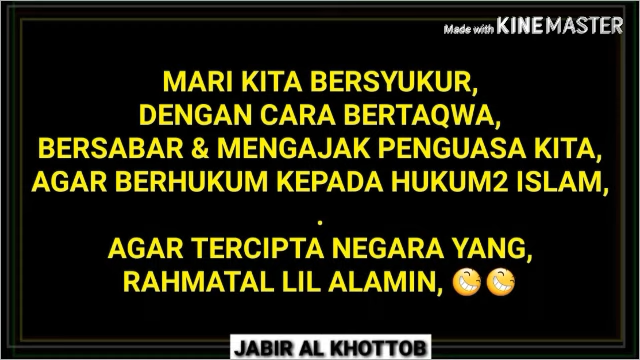 Made with KINEMASTER
MARI KITA BERSYUKUR,
DENGAN CARA BERTAQWA,
BERSABAR & MENGAJAK PENGUASA KITA,
AGAR BERHUKUM KEPADA HUKUM2 ISLAM,
.
AGAR TERCIPTA NEGARA YANG,
RAHMATAL LIL ALAMIN, 😆😆
JABIR AL KHOTTOB